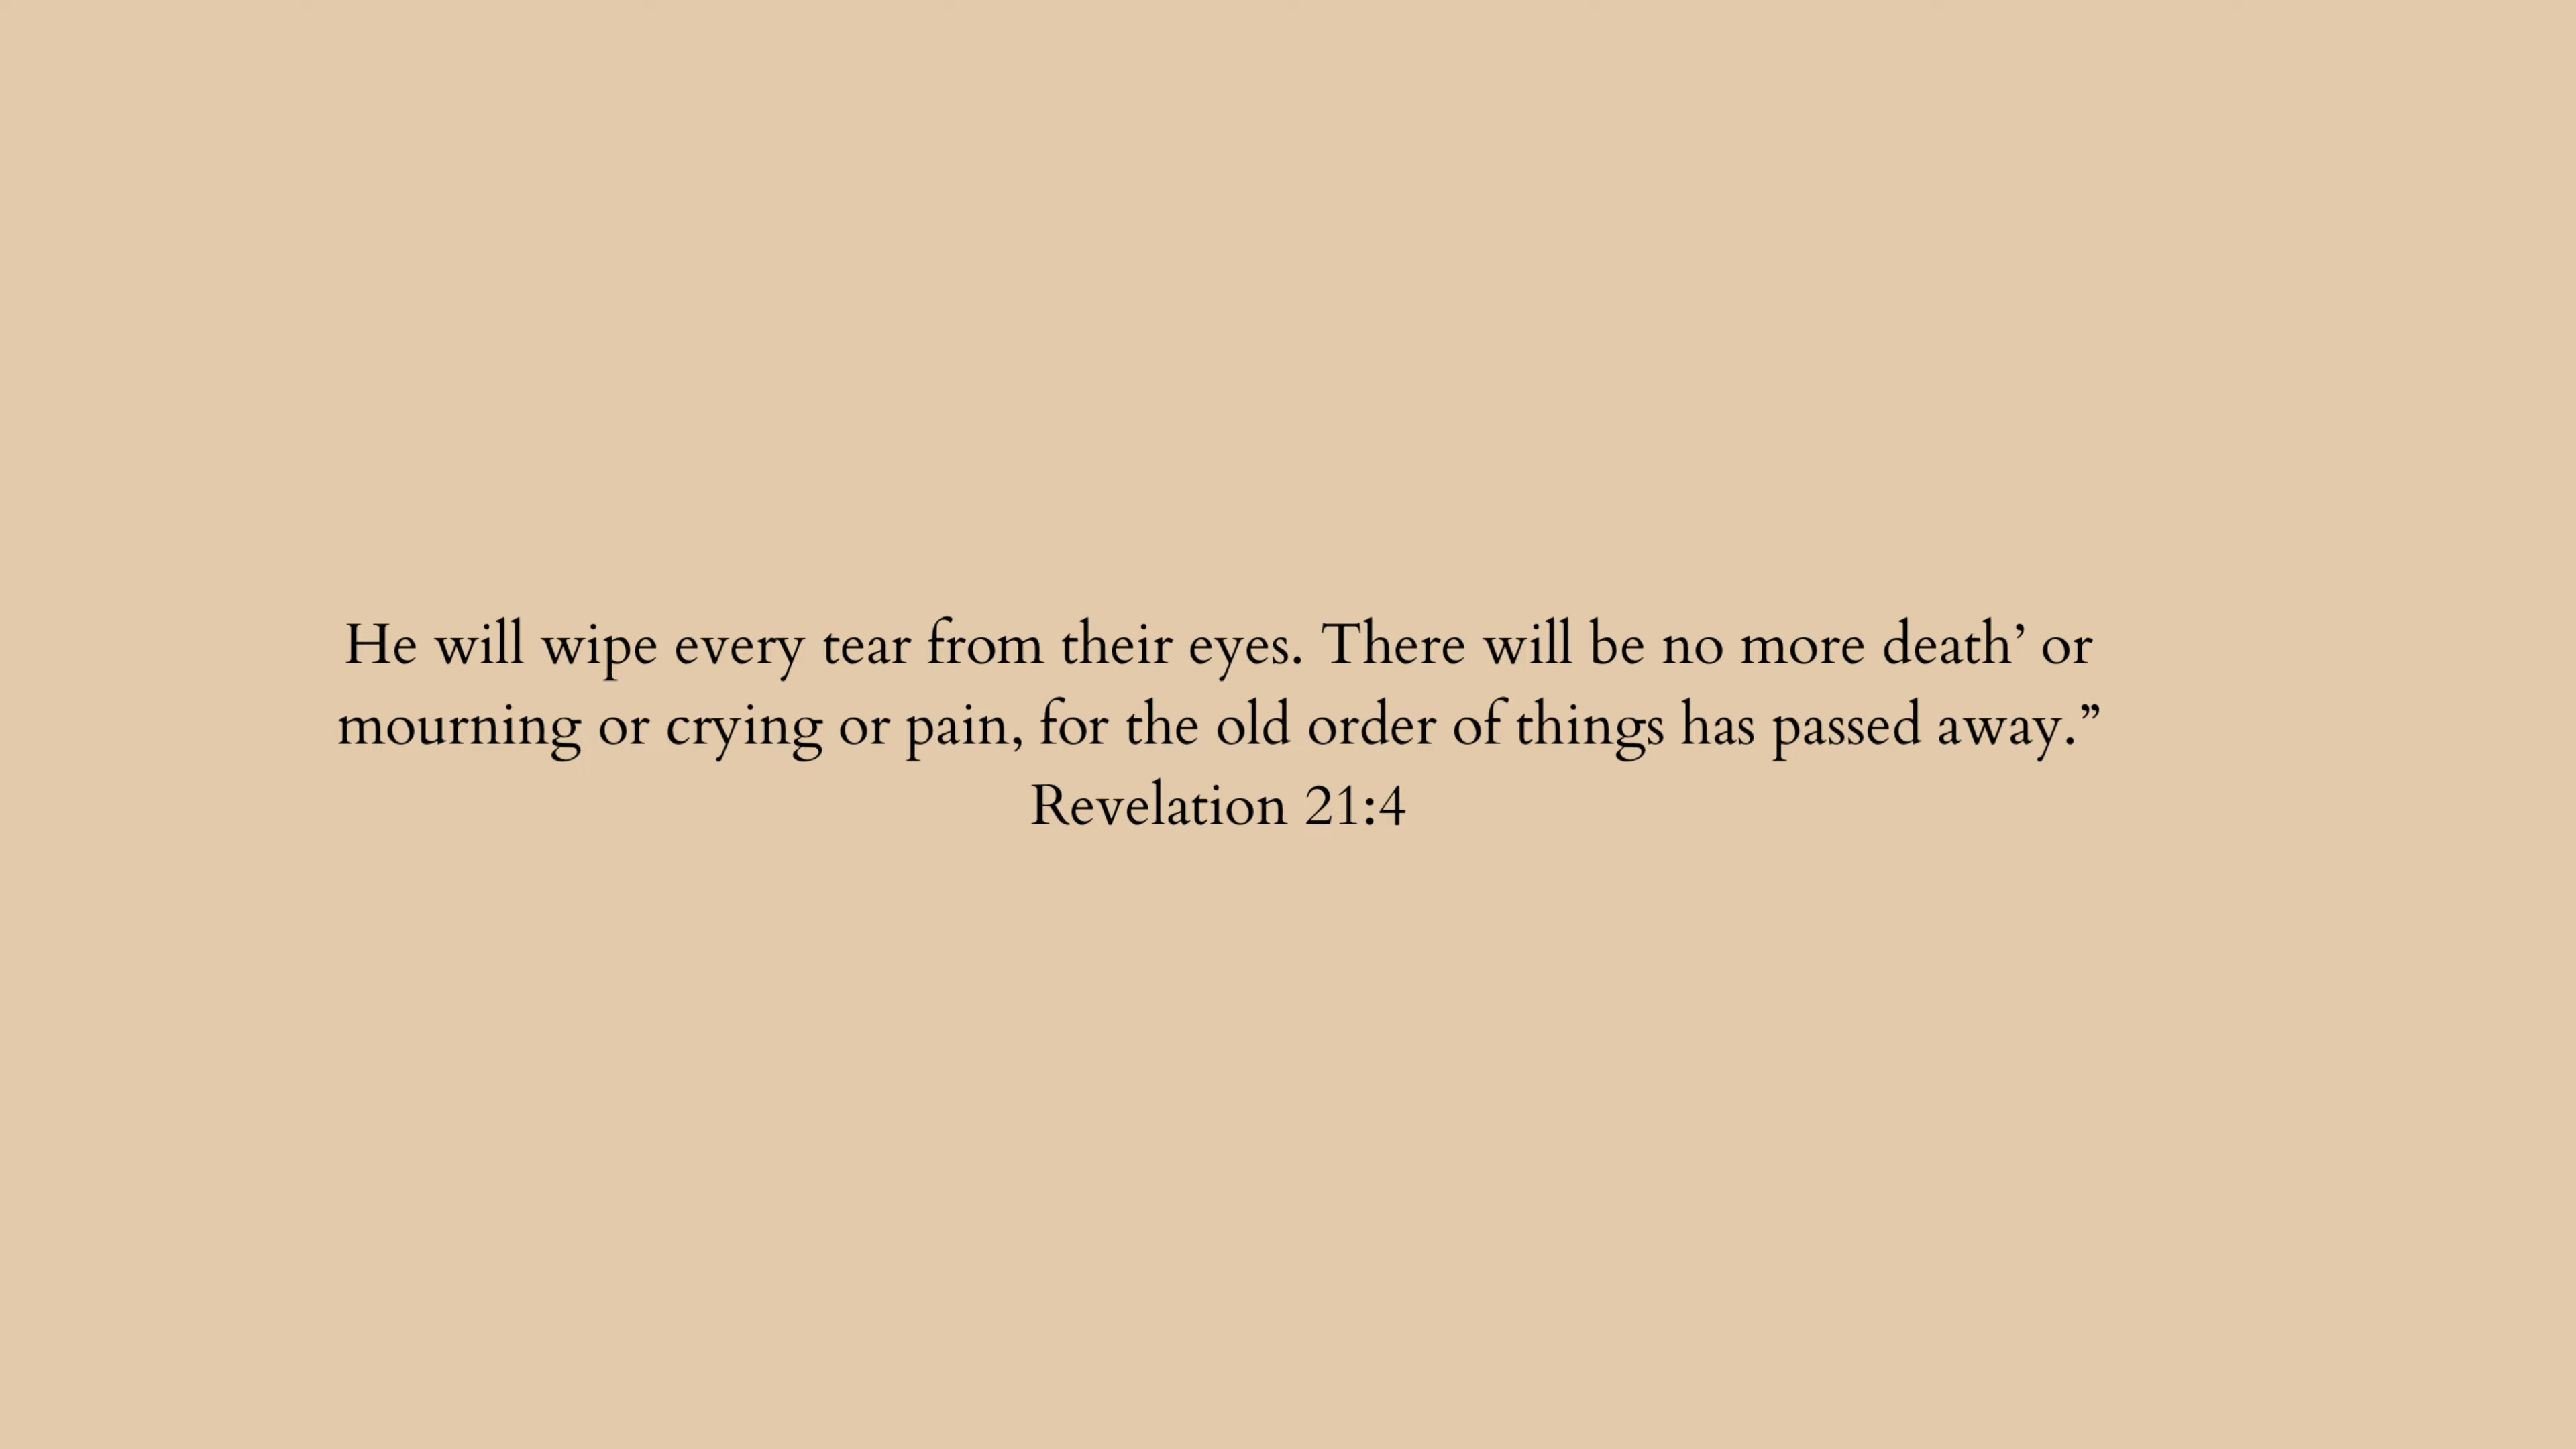 He will wipe every tear from their eyes. There will be no more death’ or
mourning or crying or pain, for the old order of things has passed away.”
Revelation 21:4